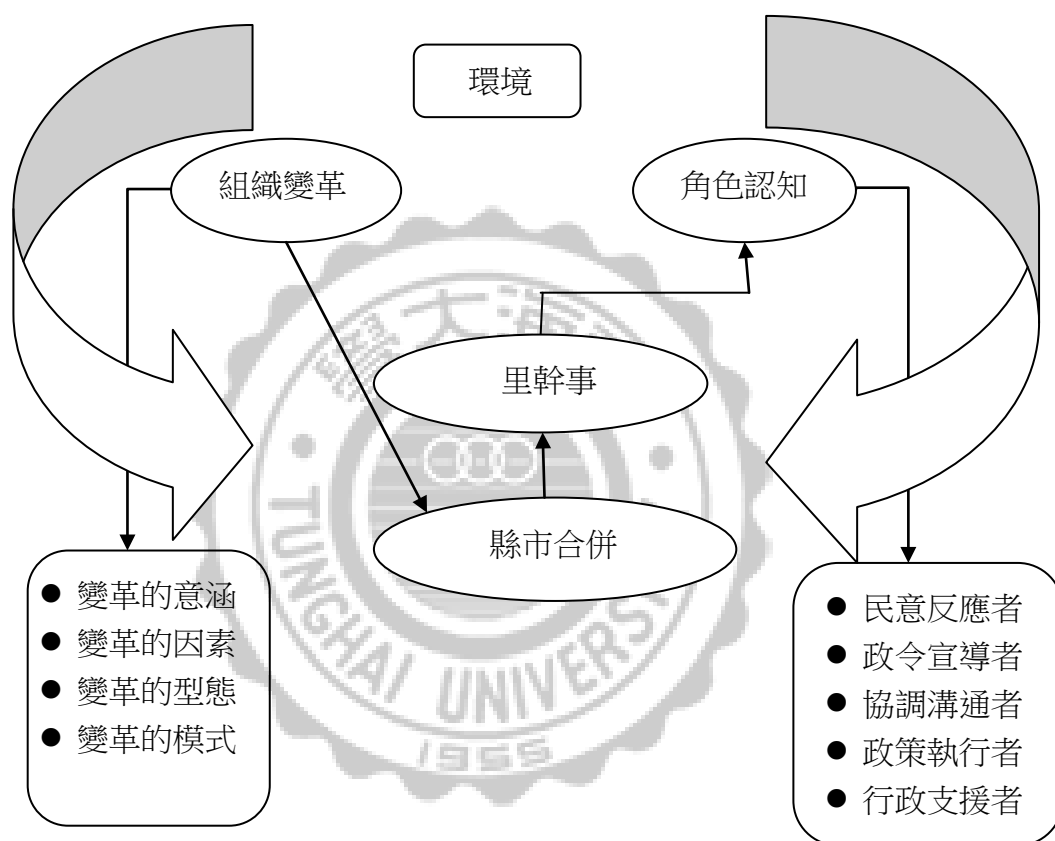 環境
組織變革
角色認知
里幹事
縣市合併
● 變革的意涵
● 變革的因素
● 變革的型態
● 變革的模式
● 民意反應者
● 政令宣導者
● 協調溝通者
● 政策執行者
● 行政支援者
TUNGHAI UNIVERSITY
1955